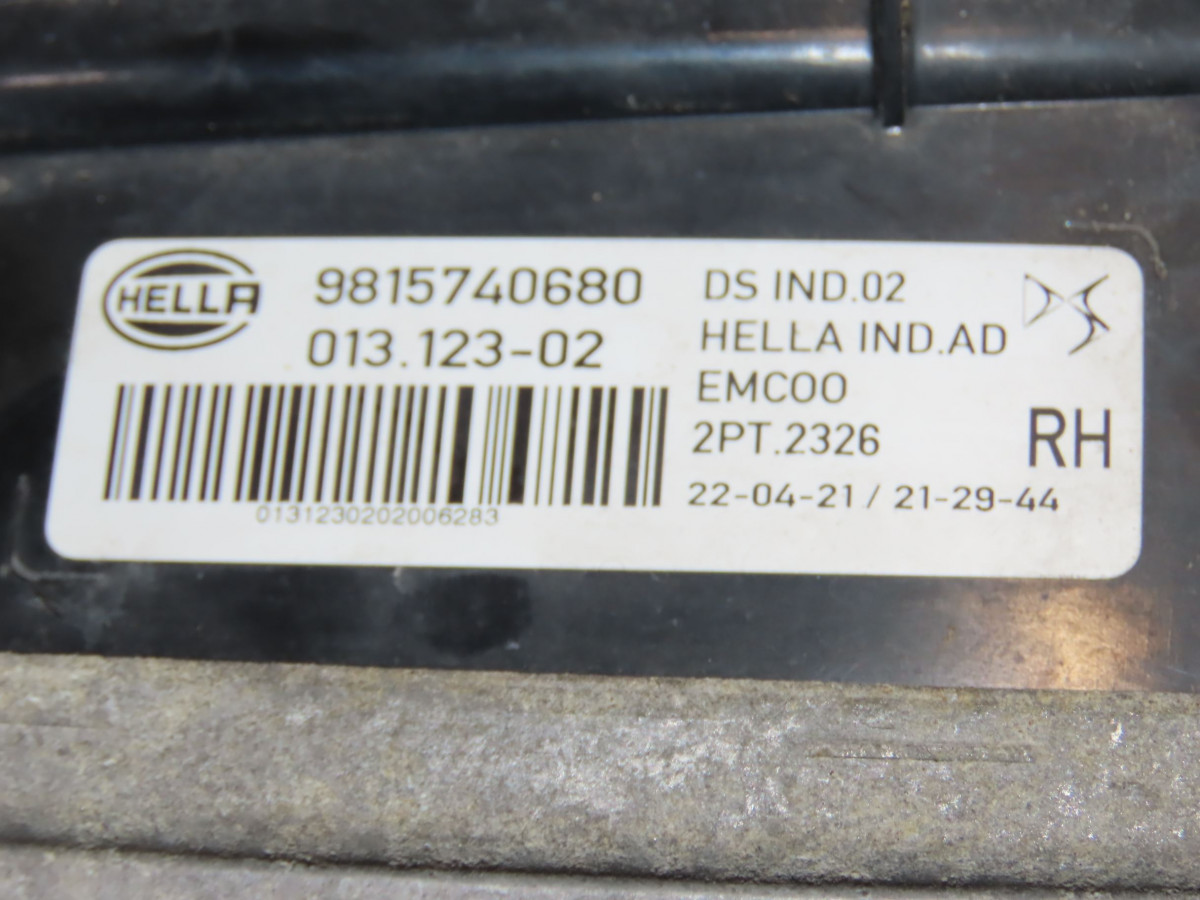 HELLA
9815740680
013.123-02
0131230202006283
DS IND.02
HELLA IND.AD
EMC00
2PT.2326
22-04-21 / 21-29-44
RH